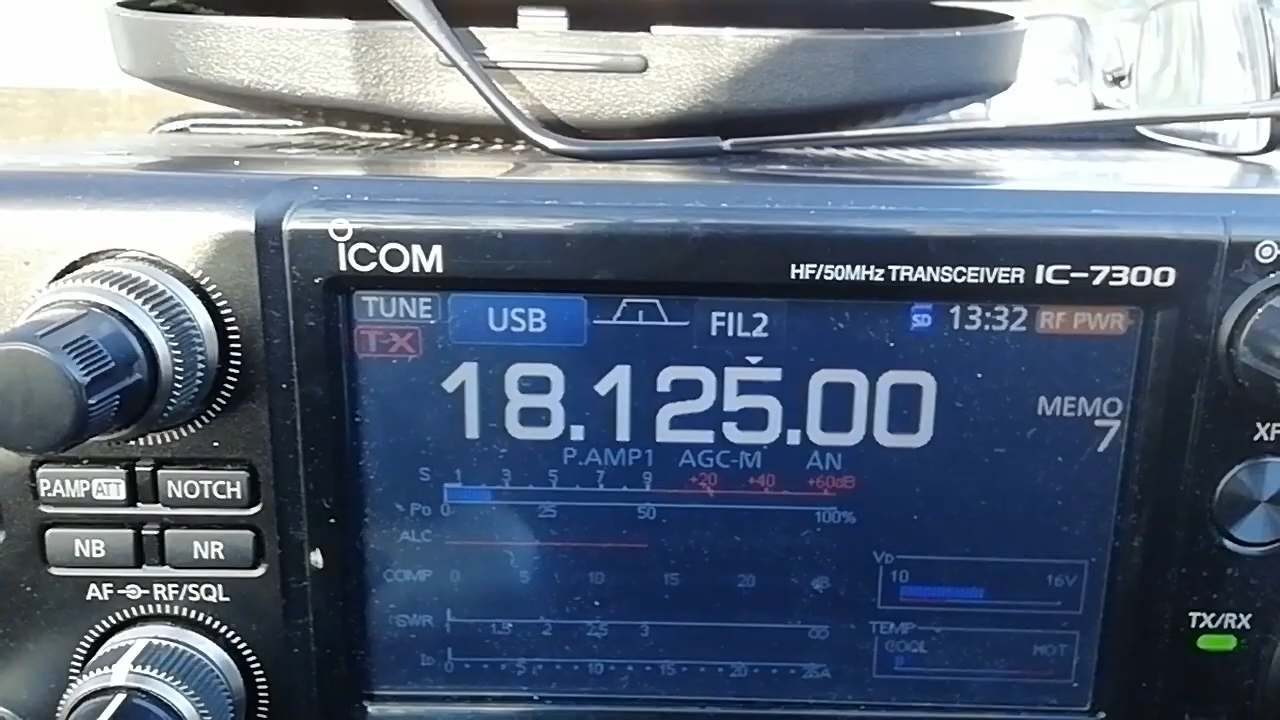 ICOM
HF/50MHz TRANSCEIVER IC-7300
TUNE USB FIL2 SD 13:32 RF PWR
TX
18.125.00
MEMO
7
P.AMP1 AGC-M AN
S 1 3 5 7 9 +20 +40 +60dB
Po 0 25 50 100%
ALC
COMP 0 5 10 15 20 dB
SWR 1 1.5 2 2.5 3 ∞
ID 0 5 10 15 20 25A
VD
10 16V
TEMP
COOL HOT
P.AMP ATT NOTCH
NB NR
AF RF/SQL
XF
TX/RX